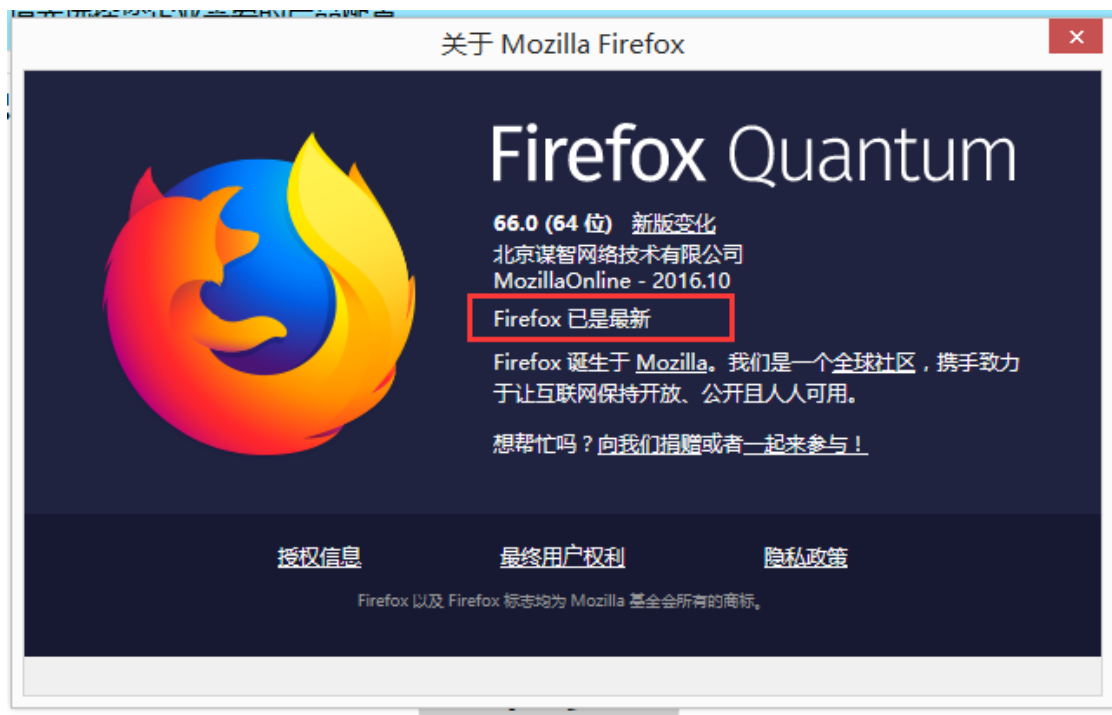 关于 Mozilla Firefox
Firefox Quantum
66.0 (64 位) 新版变化
北京谋智网络技术有限公司
MozillaOnline - 2016.10
Firefox 已是最新
Firefox 诞生于 Mozilla。我们是一个全球社区，携手致力
于让互联网保持开放、公开且人人可用。
想帮忙吗？向我们捐赠或者一起来参与！
授权信息 最终用户权利 隐私政策
Firefox 以及 Firefox 标志均为 Mozilla 基金会所有的商标。